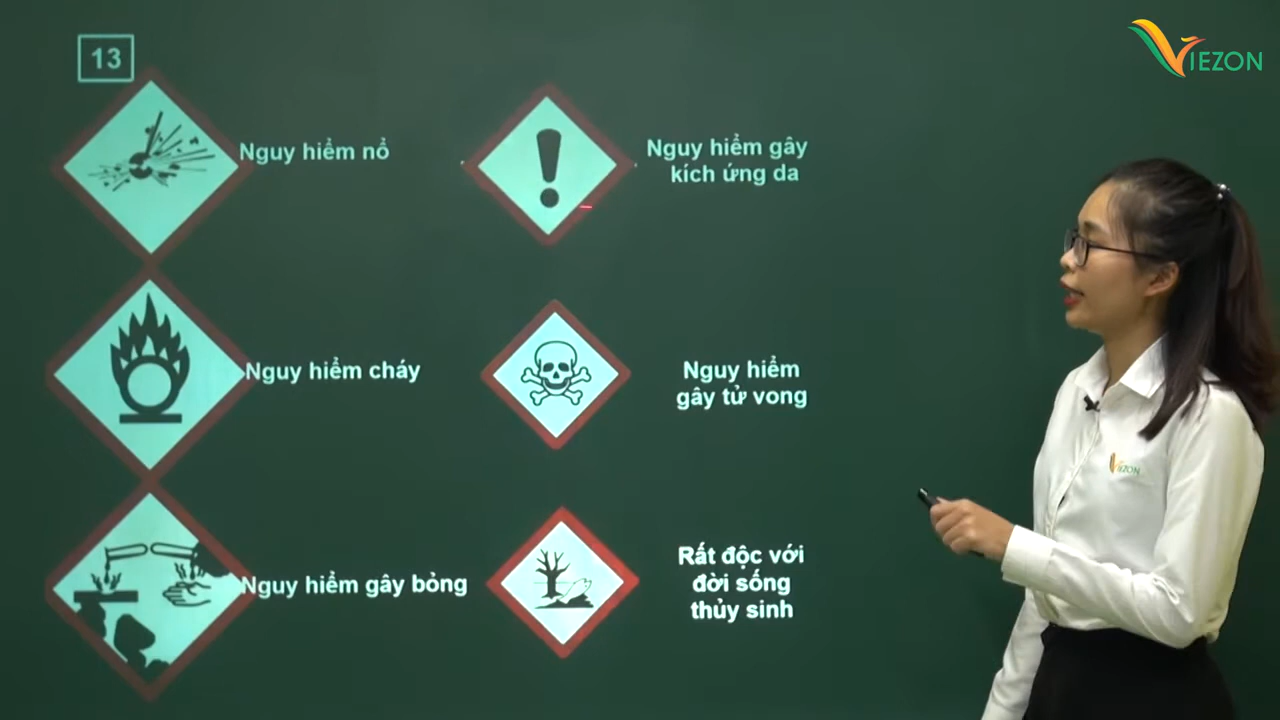 13
VIEZON
Nguy hiểm nổ
Nguy hiểm gây
kích ứng da
Nguy hiểm cháy
Nguy hiểm
gây tử vong
Nguy hiểm gây bỏng
Rất độc với
đời sống
thủy sinh
VIEZON